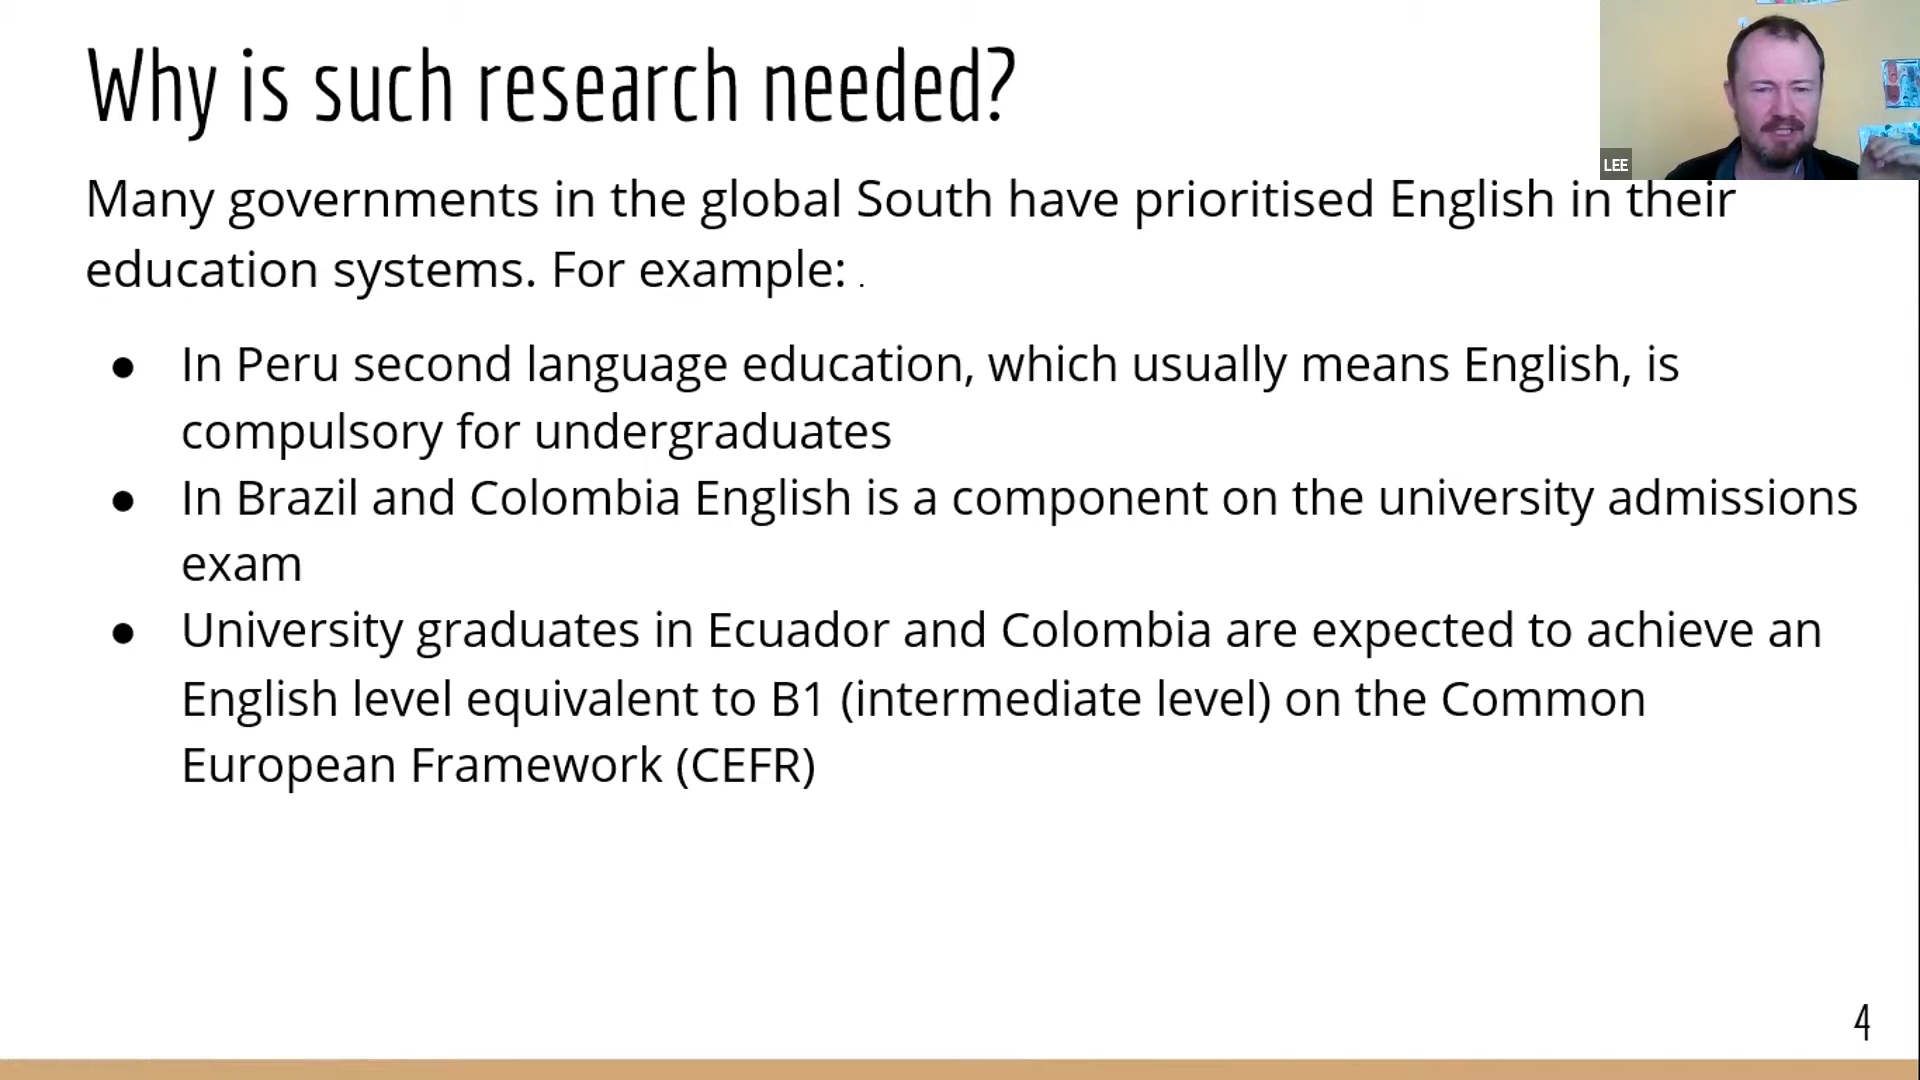 Why is such research needed?
LEE
Many governments in the global South have prioritised English in their
education systems. For example: .
● In Peru second language education, which usually means English, is
compulsory for undergraduates
● In Brazil and Colombia English is a component on the university admissions
exam
● University graduates in Ecuador and Colombia are expected to achieve an
English level equivalent to B1 (intermediate level) on the Common
European Framework (CEFR)
4